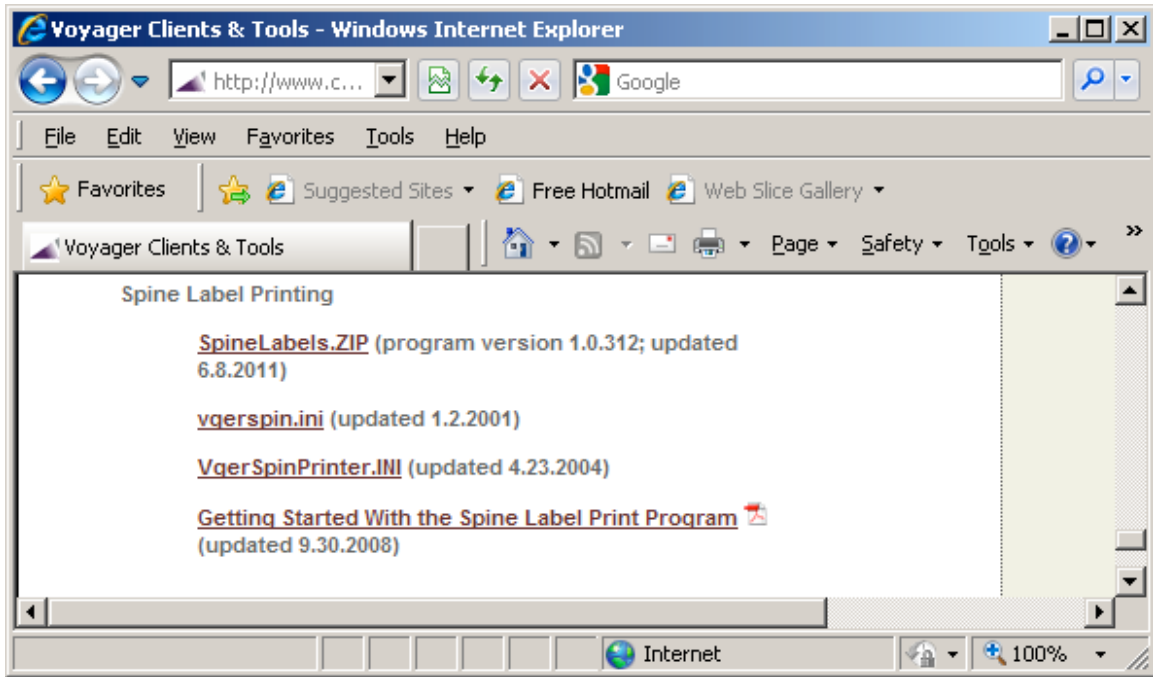 Voyager Clients & Tools - Windows Internet Explorer
http://www.c... Google
File Edit View Favorites Tools Help
Favorites Suggested Sites Free Hotmail Web Slice Gallery
Voyager Clients & Tools Page Safety Tools »
Spine Label Printing
SpineLabels.ZIP (program version 1.0.312; updated
6.8.2011)
vgerspin.ini (updated 1.2.2001)
VgerSpinPrinter.INI (updated 4.23.2004)
Getting Started With the Spine Label Print Program
(updated 9.30.2008)
Internet 100%